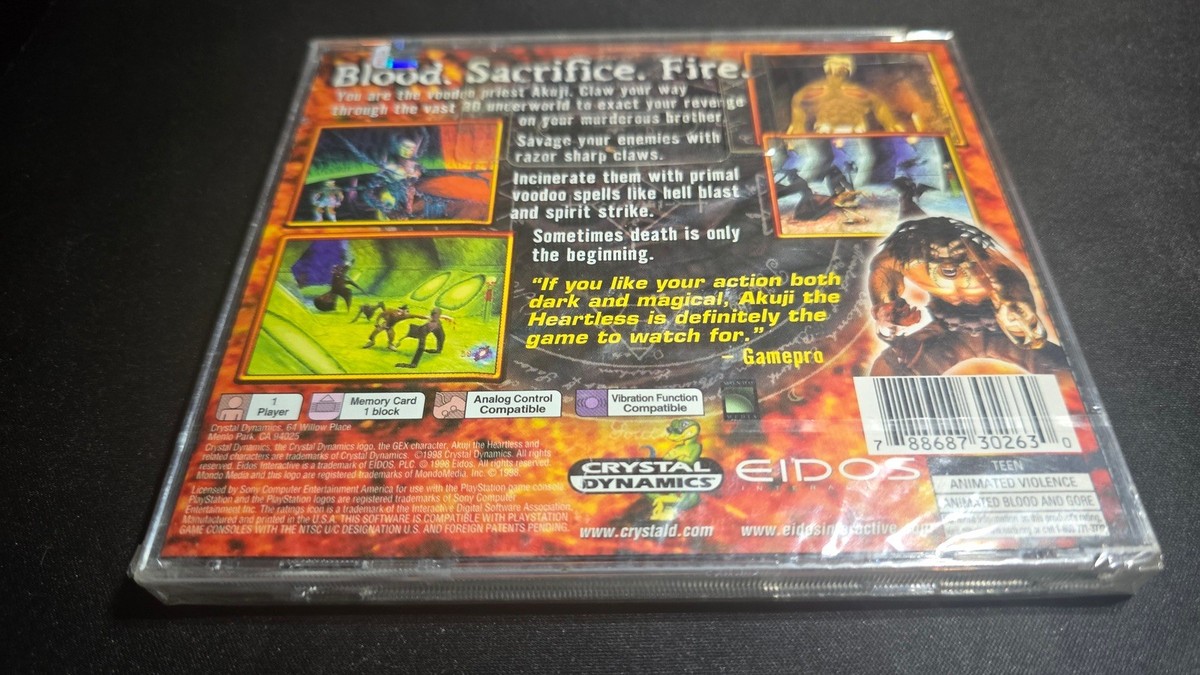 Blood. Sacrifice. Fire.
You are the voodoo priest Akuji. Claw your way
through the vast 3D underworld to exact your revenge
on your murderous brother
Savage your enemies with
razor sharp claws.
Incinerate them with primal
voodoo spells like hell blast
and spirit strike.
Sometimes death is only
the beginning.
“If you like your action both
dark and magical, Akuji the
Heartless is definitely the
game to watch for.”
– Gamepro
1
Player
Memory Card
1 block
Analog Control
Compatible
Vibration Function
Compatible
Crystal Dynamics, 64 Willow Place
Menlo Park, CA 94025
Crystal Dynamics, the Crystal Dynamics logo, the GEX character, Akuji the Heartless and
related characters are trademarks of Crystal Dynamics. ©1998 Crystal Dynamics. All rights
reserved. Eidos Interactive is a trademark of EIDOS, PLC. © 1998 Eidos. All rights reserved.
Mondo Media and this logo are registered trademarks of MondoMedia, Inc. © 1998.
Licensed by Sony Computer Entertainment America for use with the PlayStation game console.
PlayStation and the PlayStation logos are registered trademarks of Sony Computer
Entertainment Inc. The ratings icon is a trademark of the Interactive Digital Software Association.
Manufactured and printed in the U.S.A. THIS SOFTWARE IS COMPATIBLE WITH PLAYSTATION
GAME CONSOLES WITH THE NTSC U/C DESIGNATION U.S. AND FOREIGN PATENTS PENDING.
CRYSTAL
DYNAMICS
www.crystald.com
EIDOS
www.eidosinteractive.com
7 88687 30263 0
TEEN
ANIMATED VIOLENCE
ANIMATED BLOOD AND GORE